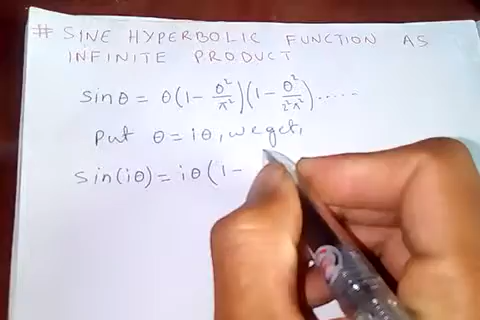 # SINE HYPERBOLIC FUNCTION AS
INFINITE PRODUCT
sinθ = θ(1 - θ²/π²)(1 - θ²/2²π²).....
Put θ = iθ, we get,
sin(iθ) = iθ(1 -